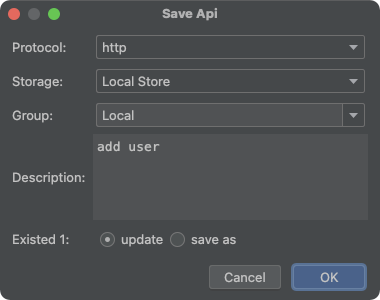 Save Api
Protocol: http
Storage: Local Store
Group: Local
Description: add user
Existed 1: update save as
Cancel OK